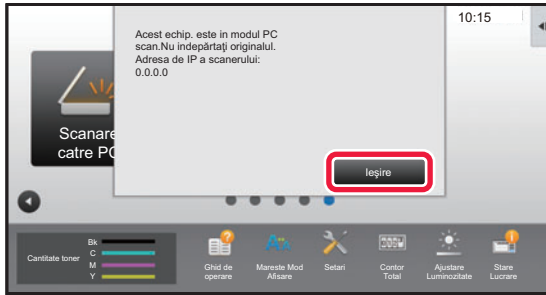 10:15
Acest echip. este in modul PC
scan.Nu indepărtaţi originalul.
Adresa de IP a scanerului:
0.0.0.0
Scanare
catre PC
Ieşire
Cantitate toner
Bk
C
M
Y
Ghid de
operare
Mareste Mod
Afisare
Setari
Contor
Total
Ajustare
Luminozitate
Stare
Lucrare